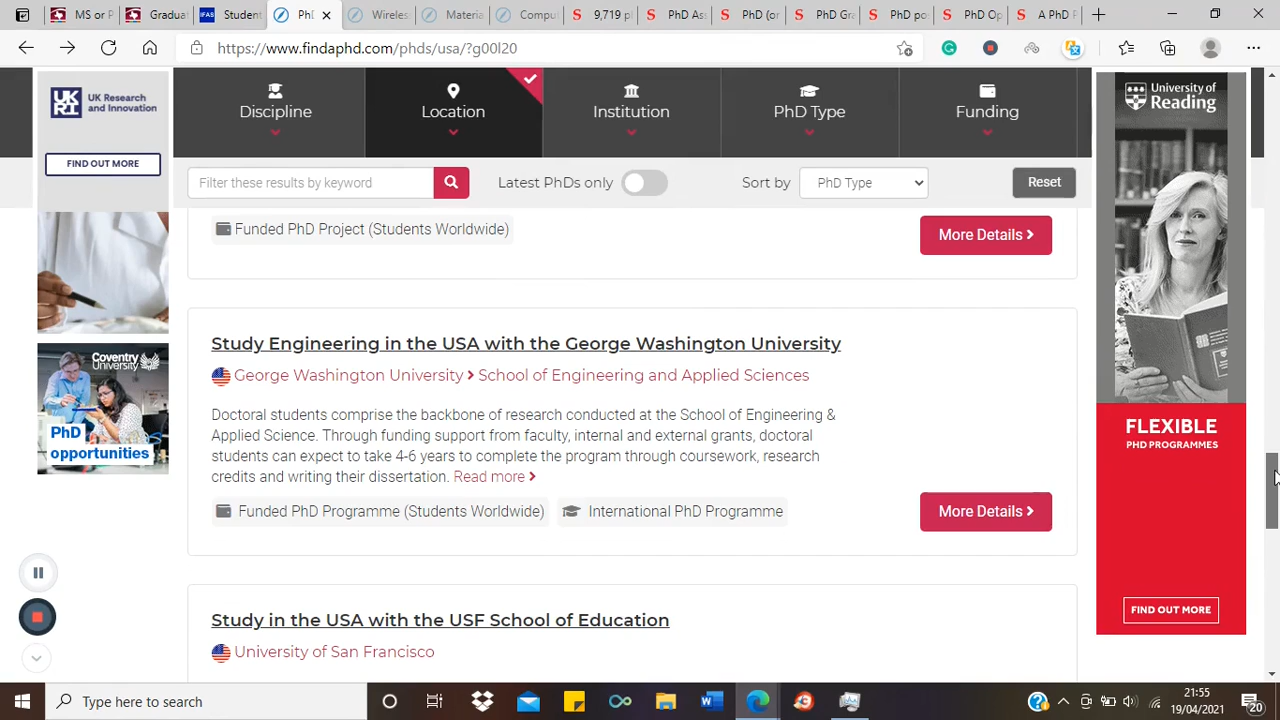 MS or
Gradua
IFAS
Student
Ph
Wireles
Materia
Compu
9,719 p
PhD As
PhD (or
PhD Gra
PhD po
PhD Op
A PhD F
https://www.findaphd.com/phds/usa/?g00l20
UK
RI
UK Research
and Innovation
FIND OUT MORE
Discipline
Location
Institution
PhD Type
Funding
University of
Reading
Filter these results by keyword
Latest PhDs only
Sort by
PhD Type
Reset
Funded PhD Project (Students Worldwide)
More Details
Study Engineering in the USA with the George Washington University
George Washington University School of Engineering and Applied Sciences
Doctoral students comprise the backbone of research conducted at the School of Engineering &
Applied Science. Through funding support from faculty, internal and external grants, doctoral
students can expect to take 4-6 years to complete the program through coursework, research
credits and writing their dissertation. Read more
Funded PhD Programme (Students Worldwide)
International PhD Programme
More Details
Coventry
University
PhD
opportunities
FLEXIBLE
PHD PROGRAMMES
FIND OUT MORE
Study in the USA with the USF School of Education
University of San Francisco
Type here to search
21:55
19/04/2021
20